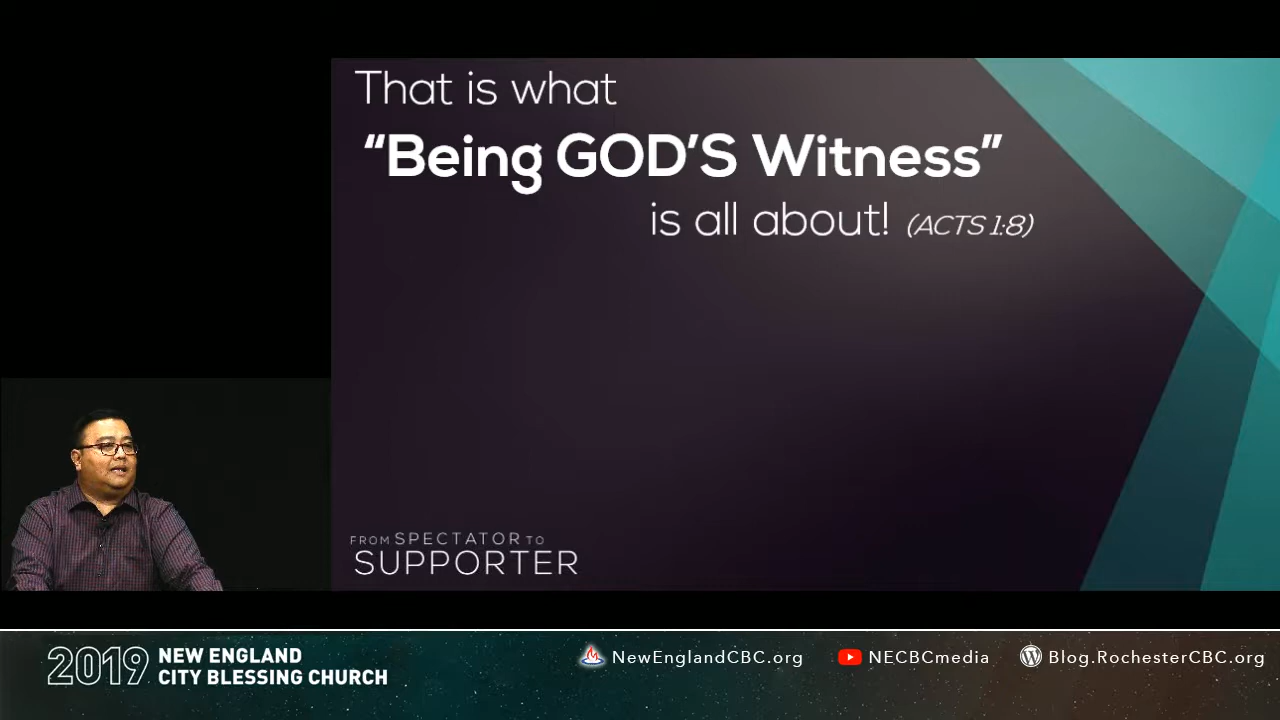 That is what
“Being GOD’S Witness”
is all about! (ACTS 1:8)
FROM SPECTATOR TO
SUPPORTER
2019 NEW ENGLAND
CITY BLESSING CHURCH
NewEnglandCBC.org
NECBCmedia
Blog.RochesterCBC.org